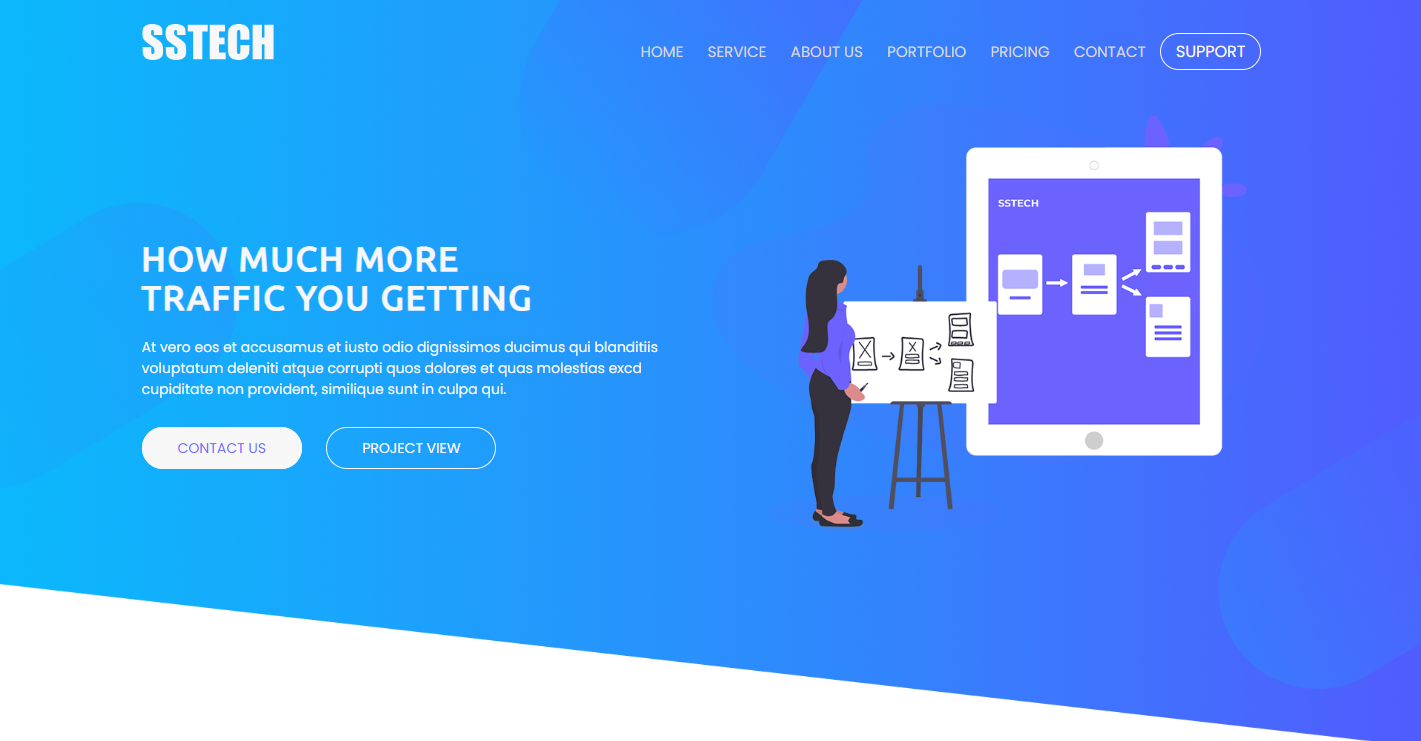 SSTECH
HOME SERVICE ABOUT US PORTFOLIO PRICING CONTACT SUPPORT
HOW MUCH MORE
TRAFFIC YOU GETTING
At vero eos et accusamus et iusto odio dignissimos ducimus qui blanditiis
voluptatum deleniti atque corrupti quos dolores et quas molestias excd
cupiditate non provident, similique sunt in culpa qui.
CONTACT US PROJECT VIEW
SSTECH